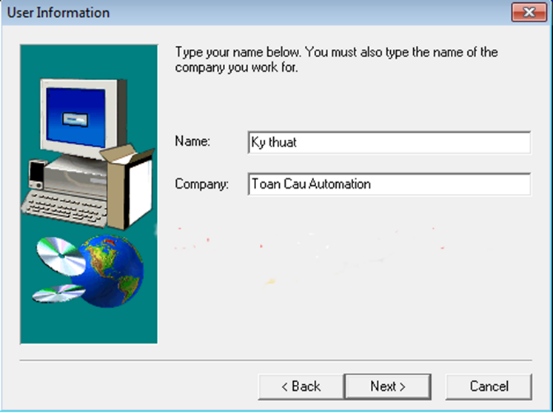 User Information
Type your name below. You must also type the name of the
company you work for.
Name: Ky thuat
Company: Toan Cau Automation
< Back Next > Cancel